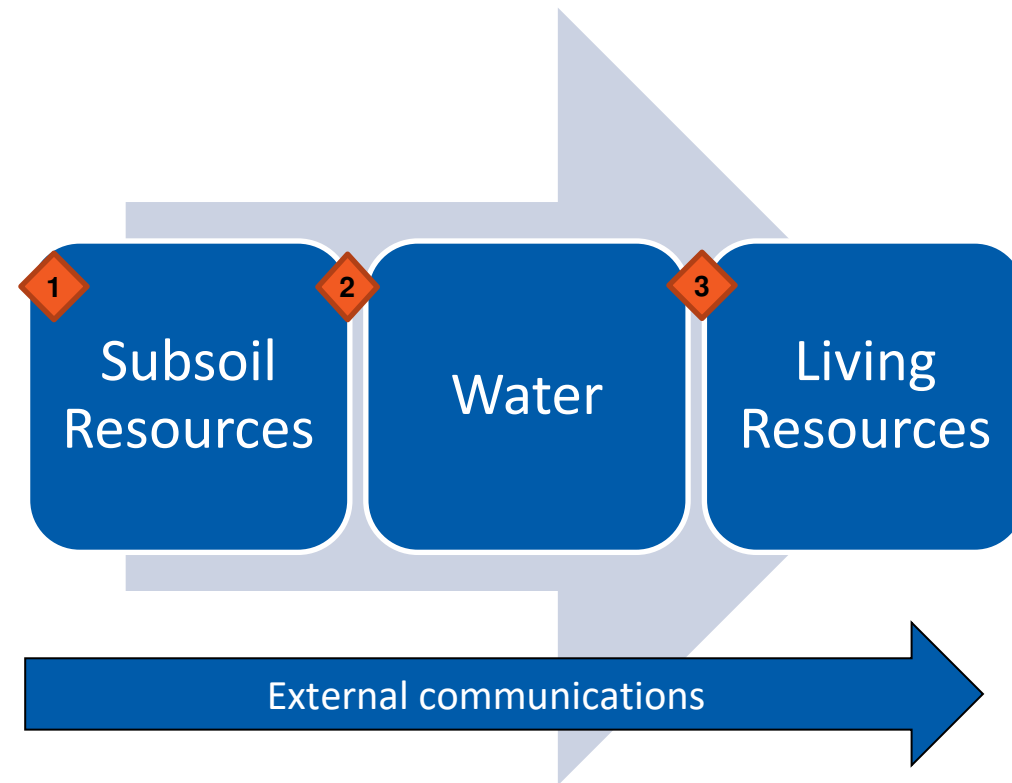 1
Subsoil
Resources
2
Water
3
Living
Resources
External communications